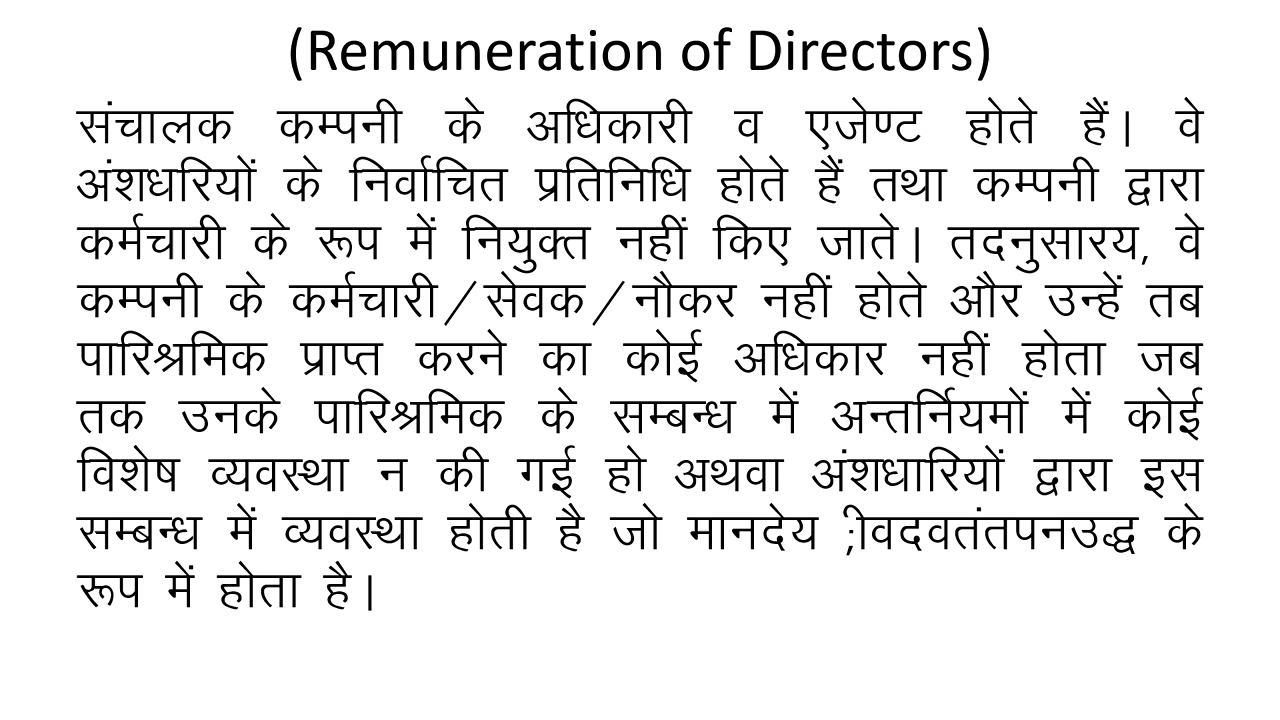 (Remuneration of Directors)
संचालक कम्पनी के अधिकारी व एजेण्ट होते हैं। वे
अंशधरियों के निर्वाचित प्रतिनिधि होते हैं तथा कम्पनी द्वारा
कर्मचारी के रूप में नियुक्त नहीं किए जाते। तदनुसारय, वे
कम्पनी के कर्मचारी/सेवक/नौकर नहीं होते और उन्हें तब
पारिश्रमिक प्राप्त करने का कोई अधिकार नहीं होता जब
तक उनके पारिश्रमिक के सम्बन्ध में अन्तर्नियमों में कोई
विशेष व्यवस्था न की गई हो अथवा अंशधारियों द्वारा इस
सम्बन्ध में व्यवस्था होती है जो मानदेय ;ीवदवतंतपनउद्ध के
रूप में होता है।